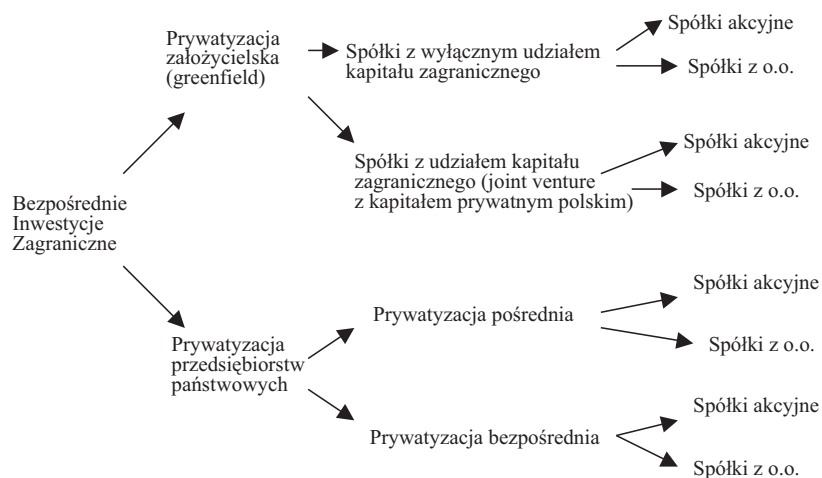 Prywatyzacja
założycielska
(greenfield)
Spółki z wyłącznym udziałem
kapitału zagranicznego
Spółki akcyjne
Spółki z o.o.
Spółki z udziałem kapitału
zagranicznego (joint venture
z kapitałem prywatnym polskim)
Spółki akcyjne
Spółki z o.o.
Bezpośrednie
Inwestycje
Zagraniczne
Prywatyzacja
przedsiębiorstw
państwowych
Prywatyzacja pośrednia
Spółki akcyjne
Spółki z o.o.
Prywatyzacja bezpośrednia
Spółki akcyjne
Spółki z o.o.